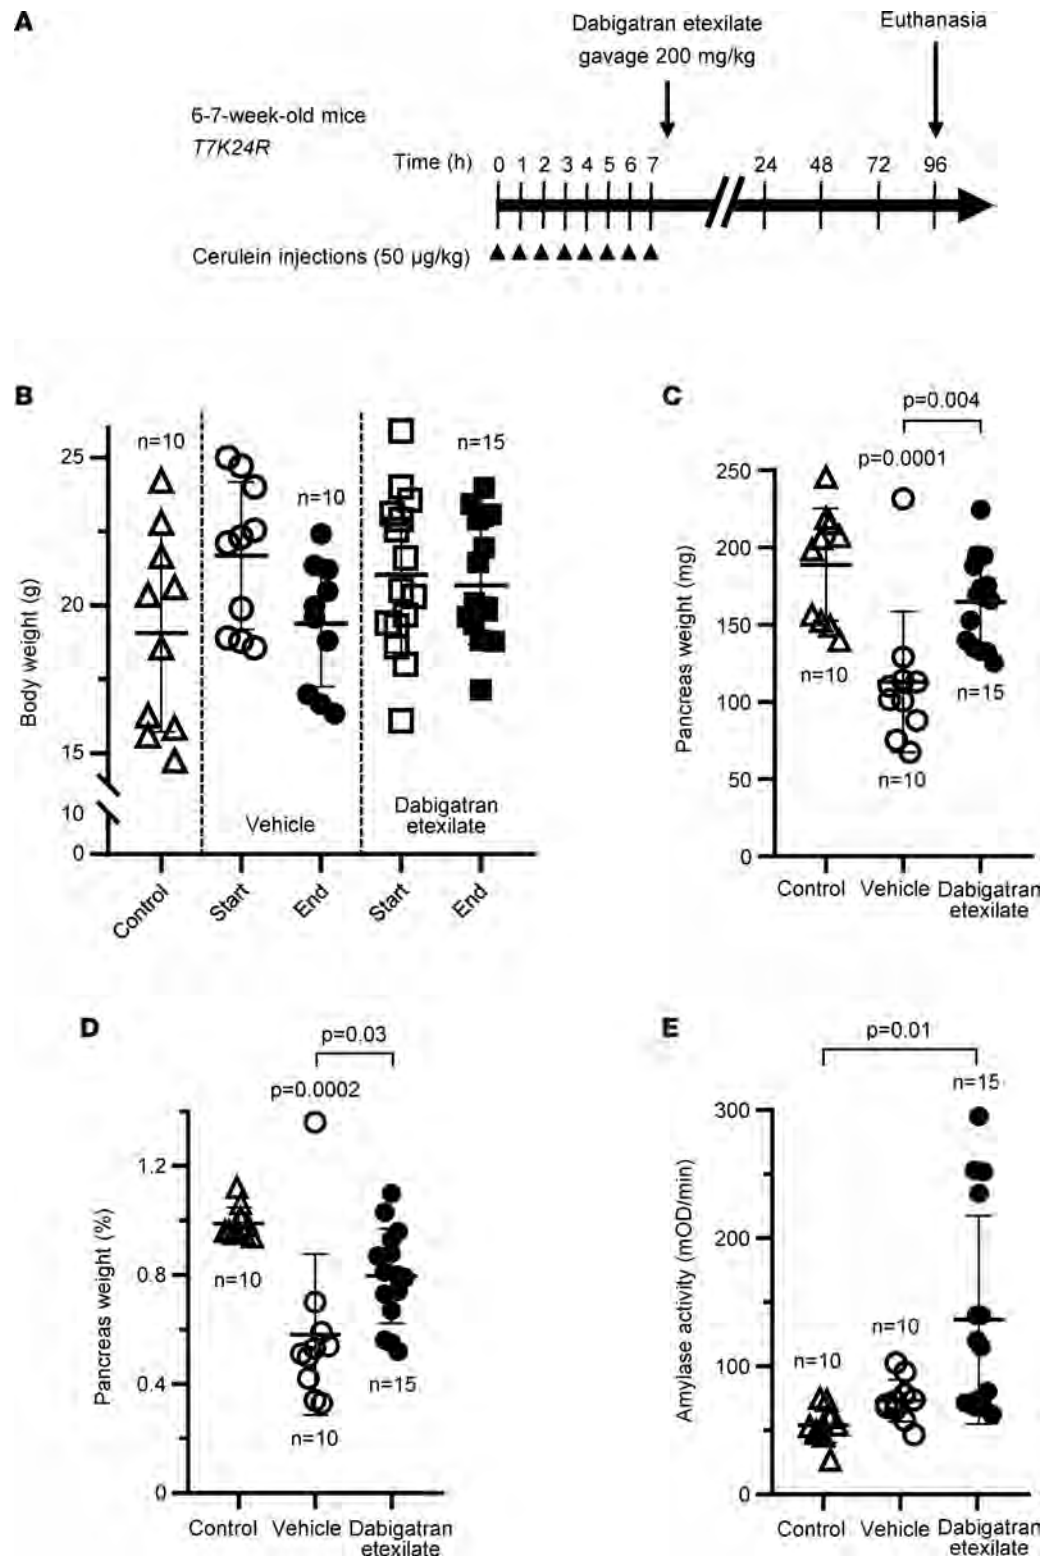 A
Dabigatran etexilate
gavage 200 mg/kg
Euthanasia
6-7-week-old mice
T7K24R
Time (h)
0 1 2 3 4 5 6 7 24 48 72 96
Cerulein injections (50 µg/kg)
B
n=10
n=10
n=15
25
20
15
10
0
Body weight (g)
Vehicle
Dabigatran
etexilate
Control
Start
End
Start
End
C
p=0.004
p=0.0001
250
200
150
100
50
0
Pancreas weight (mg)
n=10
n=10
n=15
Control Vehicle Dabigatran
etexilate
D
p=0.03
p=0.0002
1.2
0.8
0.4
0
Pancreas weight (%)
n=10
n=10
n=15
Control Vehicle Dabigatran
etexilate
E
p=0.01
n=15
300
200
100
0
Amylase activity (mOD/min)
n=10
n=10
Control Vehicle Dabigatran
etexilate